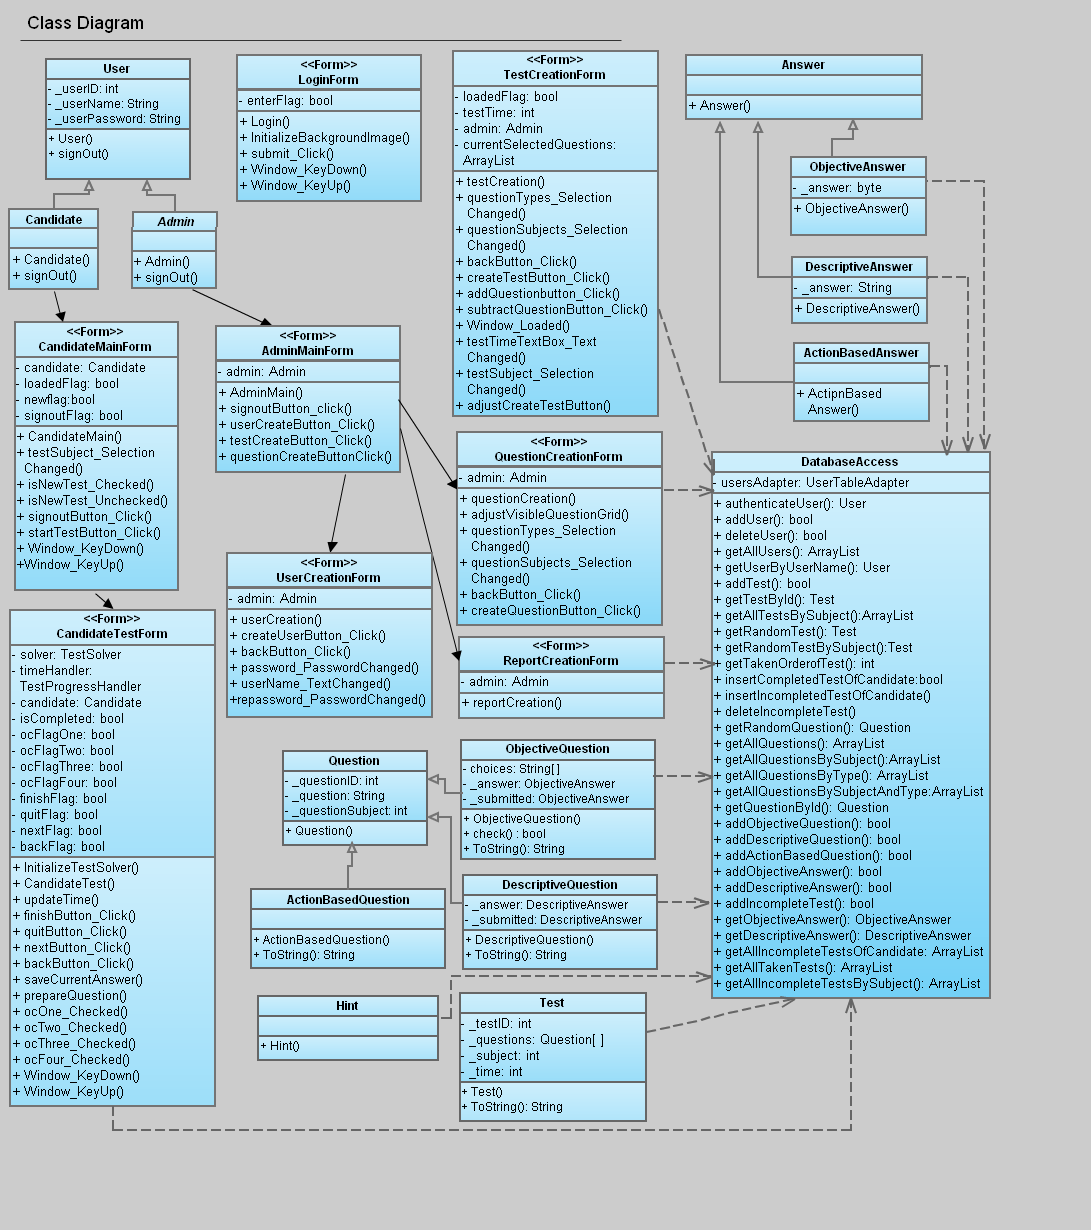 Class Diagram
User
- _userID: int
- _userName: String
- _userPassword: String
+ User()
+ signOut()
<<Form>>
LoginForm
- enterFlag: bool
+ Login()
+ InitializeBackgroundImage()
+ submit_Click()
+ Window_KeyDown()
+ Window_KeyUp()
<<Form>>
TestCreationForm
- loadedFlag: bool
- testTime: int
- admin: Admin
- currentSelectedQuestions:
ArrayList
+ testCreation()
+ questionTypes_Selection
Changed()
+ questionSubjects_Selection
Changed()
+ backButton_Click()
+ createTestButton_Click()
+ addQuestionbutton_Click()
+ subtractQuestionButton_Click()
+ Window_Loaded()
+ testTimeTextBox_Text
Changed()
+ testSubject_Selection
Changed()
+ adjustCreateTestButton()
Answer
+ Answer()
ObjectiveAnswer
- _answer: byte
+ ObjectiveAnswer()
DescriptiveAnswer
- _answer: String
+ DescriptiveAnswer()
ActionBasedAnswer
+ ActipnBased
Answer()
Candidate
+ Candidate()
+ signOut()
Admin
+ Admin()
+ signOut()
<<Form>>
CandidateMainForm
- candidate: Candidate
- loadedFlag: bool
- newflag:bool
- signoutFlag: bool
+ CandidateMain()
+ testSubject_Selection
Changed()
+ isNewTest_Checked()
+ isNewTest_Unchecked()
+ signoutButton_Click()
+ startTestButton_Click()
+ Window_KeyDown()
+Window_KeyUp()
<<Form>>
AdminMainForm
- admin: Admin
+ AdminMain()
+ signoutButton_click()
+ userCreateButton_Click()
+ testCreateButton_Click()
+ questionCreateButtonClick()
<<Form>>
QuestionCreationForm
- admin: Admin
+ questionCreation()
+ adjustVisibleQuestionGrid()
+ questionTypes_Selection
Changed()
+ questionSubjects_Selection
Changed()
+ backButton_Click()
+ createQuestionButton_Click()
<<Form>>
UserCreationForm
- admin: Admin
+ userCreation()
+ createUserButton_Click()
+ backButton_Click()
+ password_PasswordChanged()
+ userName_TextChanged()
+repassword_PasswordChanged()
<<Form>>
ReportCreationForm
- admin: Admin
+ reportCreation()
<<Form>>
CandidateTestForm
- solver: TestSolver
- timeHandler:
TestProgressHandler
- candidate: Candidate
- isCompleted: bool
- ocFlagOne: bool
- ocFlagTwo: bool
- ocFlagThree: bool
- ocFlagFour: bool
- finishFlag: bool
- quitFlag: bool
- nextFlag: bool
- backFlag: bool
+ InitializeTestSolver()
+ CandidateTest()
+ updateTime()
+ finishButton_Click()
+ quitButton_Click()
+ nextButton_Click()
+ backButton_Click()
+ saveCurrentAnswer()
+ prepareQuestion()
+ ocOne_Checked()
+ ocTwo_Checked()
+ ocThree_Checked()
+ ocFour_Checked()
+ Window_KeyDown()
+ Window_KeyUp()
Question
- _questionID: int
- _question: String
- _questionSubject: int
+ Question()
ObjectiveQuestion
- choices: String[ ]
- _answer: ObjectiveAnswer
- _submitted: ObjectiveAnswer
+ ObjectiveQuestion()
+ check() : bool
+ ToString(): String
ActionBasedQuestion
+ ActionBasedQuestion()
+ ToString(): String
DescriptiveQuestion
- _answer: DescriptiveAnswer
- _submitted: DescriptiveAnswer
+ DescriptiveQuestion()
+ ToString(): String
Hint
+ Hint()
Test
- _testID: int
- _questions: Question[ ]
- _subject: int
- _time: int
+ Test()
+ ToString(): String
DatabaseAccess
- usersAdapter: UserTableAdapter
+ authenticateUser(): User
+ addUser(): bool
+ deleteUser(): bool
+ getAllUsers(): ArrayList
+ getUserByUserName(): User
+ addTest(): bool
+ getTestById(): Test
+ getAllTestsBySubject():ArrayList
+ getRandomTest(): Test
+ getRandomTestBySubject():Test
+ getTakenOrderofTest(): int
+ insertCompletedTestOfCandidate:bool
+ insertIncompletedTestOfCandidate()
+ deleteIncompleteTest()
+ getRandomQuestion(): Question
+ getAllQuestions(): ArrayList
+ getAllQuestionsBySubject():ArrayList
+ getAllQuestionsByType(): ArrayList
+ getAllQuestionsBySubjectAndType:ArrayList
+ getQuestionById(): Question
+ addObjectiveQuestion(): bool
+ addDescriptiveQuestion(): bool
+ addActionBasedQuestion(): bool
+ addObjectiveAnswer(): bool
+ addDescriptiveAnswer(): bool
+ addIncompleteTest(): bool
+ getObjectiveAnswer(): ObjectiveAnswer
+ getDescriptiveAnswer(): DescriptiveAnswer
+ getAllIncompleteTestsOfCandidate: ArrayList
+ getAllTakenTests(): ArrayList
+ getAllIncompleteTestsBySubject(): ArrayList